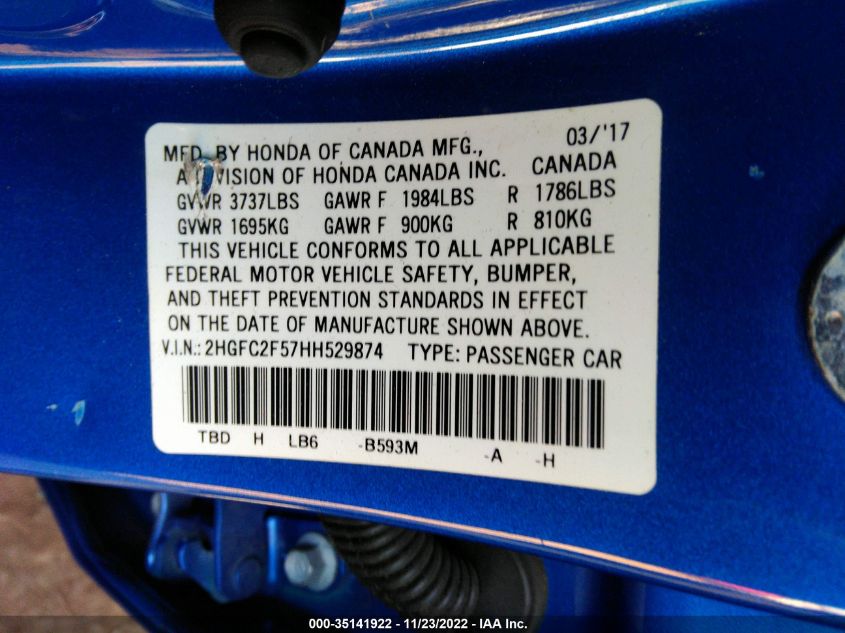 03/'17
MFD. BY HONDA OF CANADA MFG.,
A DIVISION OF HONDA CANADA INC. CANADA
GVWR 3737LBS GAWR F 1984LBS R 1786LBS
GVWR 1695KG GAWR F 900KG R 810KG
THIS VEHICLE CONFORMS TO ALL APPLICABLE
FEDERAL MOTOR VEHICLE SAFETY, BUMPER,
AND THEFT PREVENTION STANDARDS IN EFFECT
ON THE DATE OF MANUFACTURE SHOWN ABOVE.
V.I.N.: 2HGFC2F57HH529874 TYPE: PASSENGER CAR
TBD H LB6 -B593M -A -H
000-35141922 - 11/23/2022 - IAA Inc.